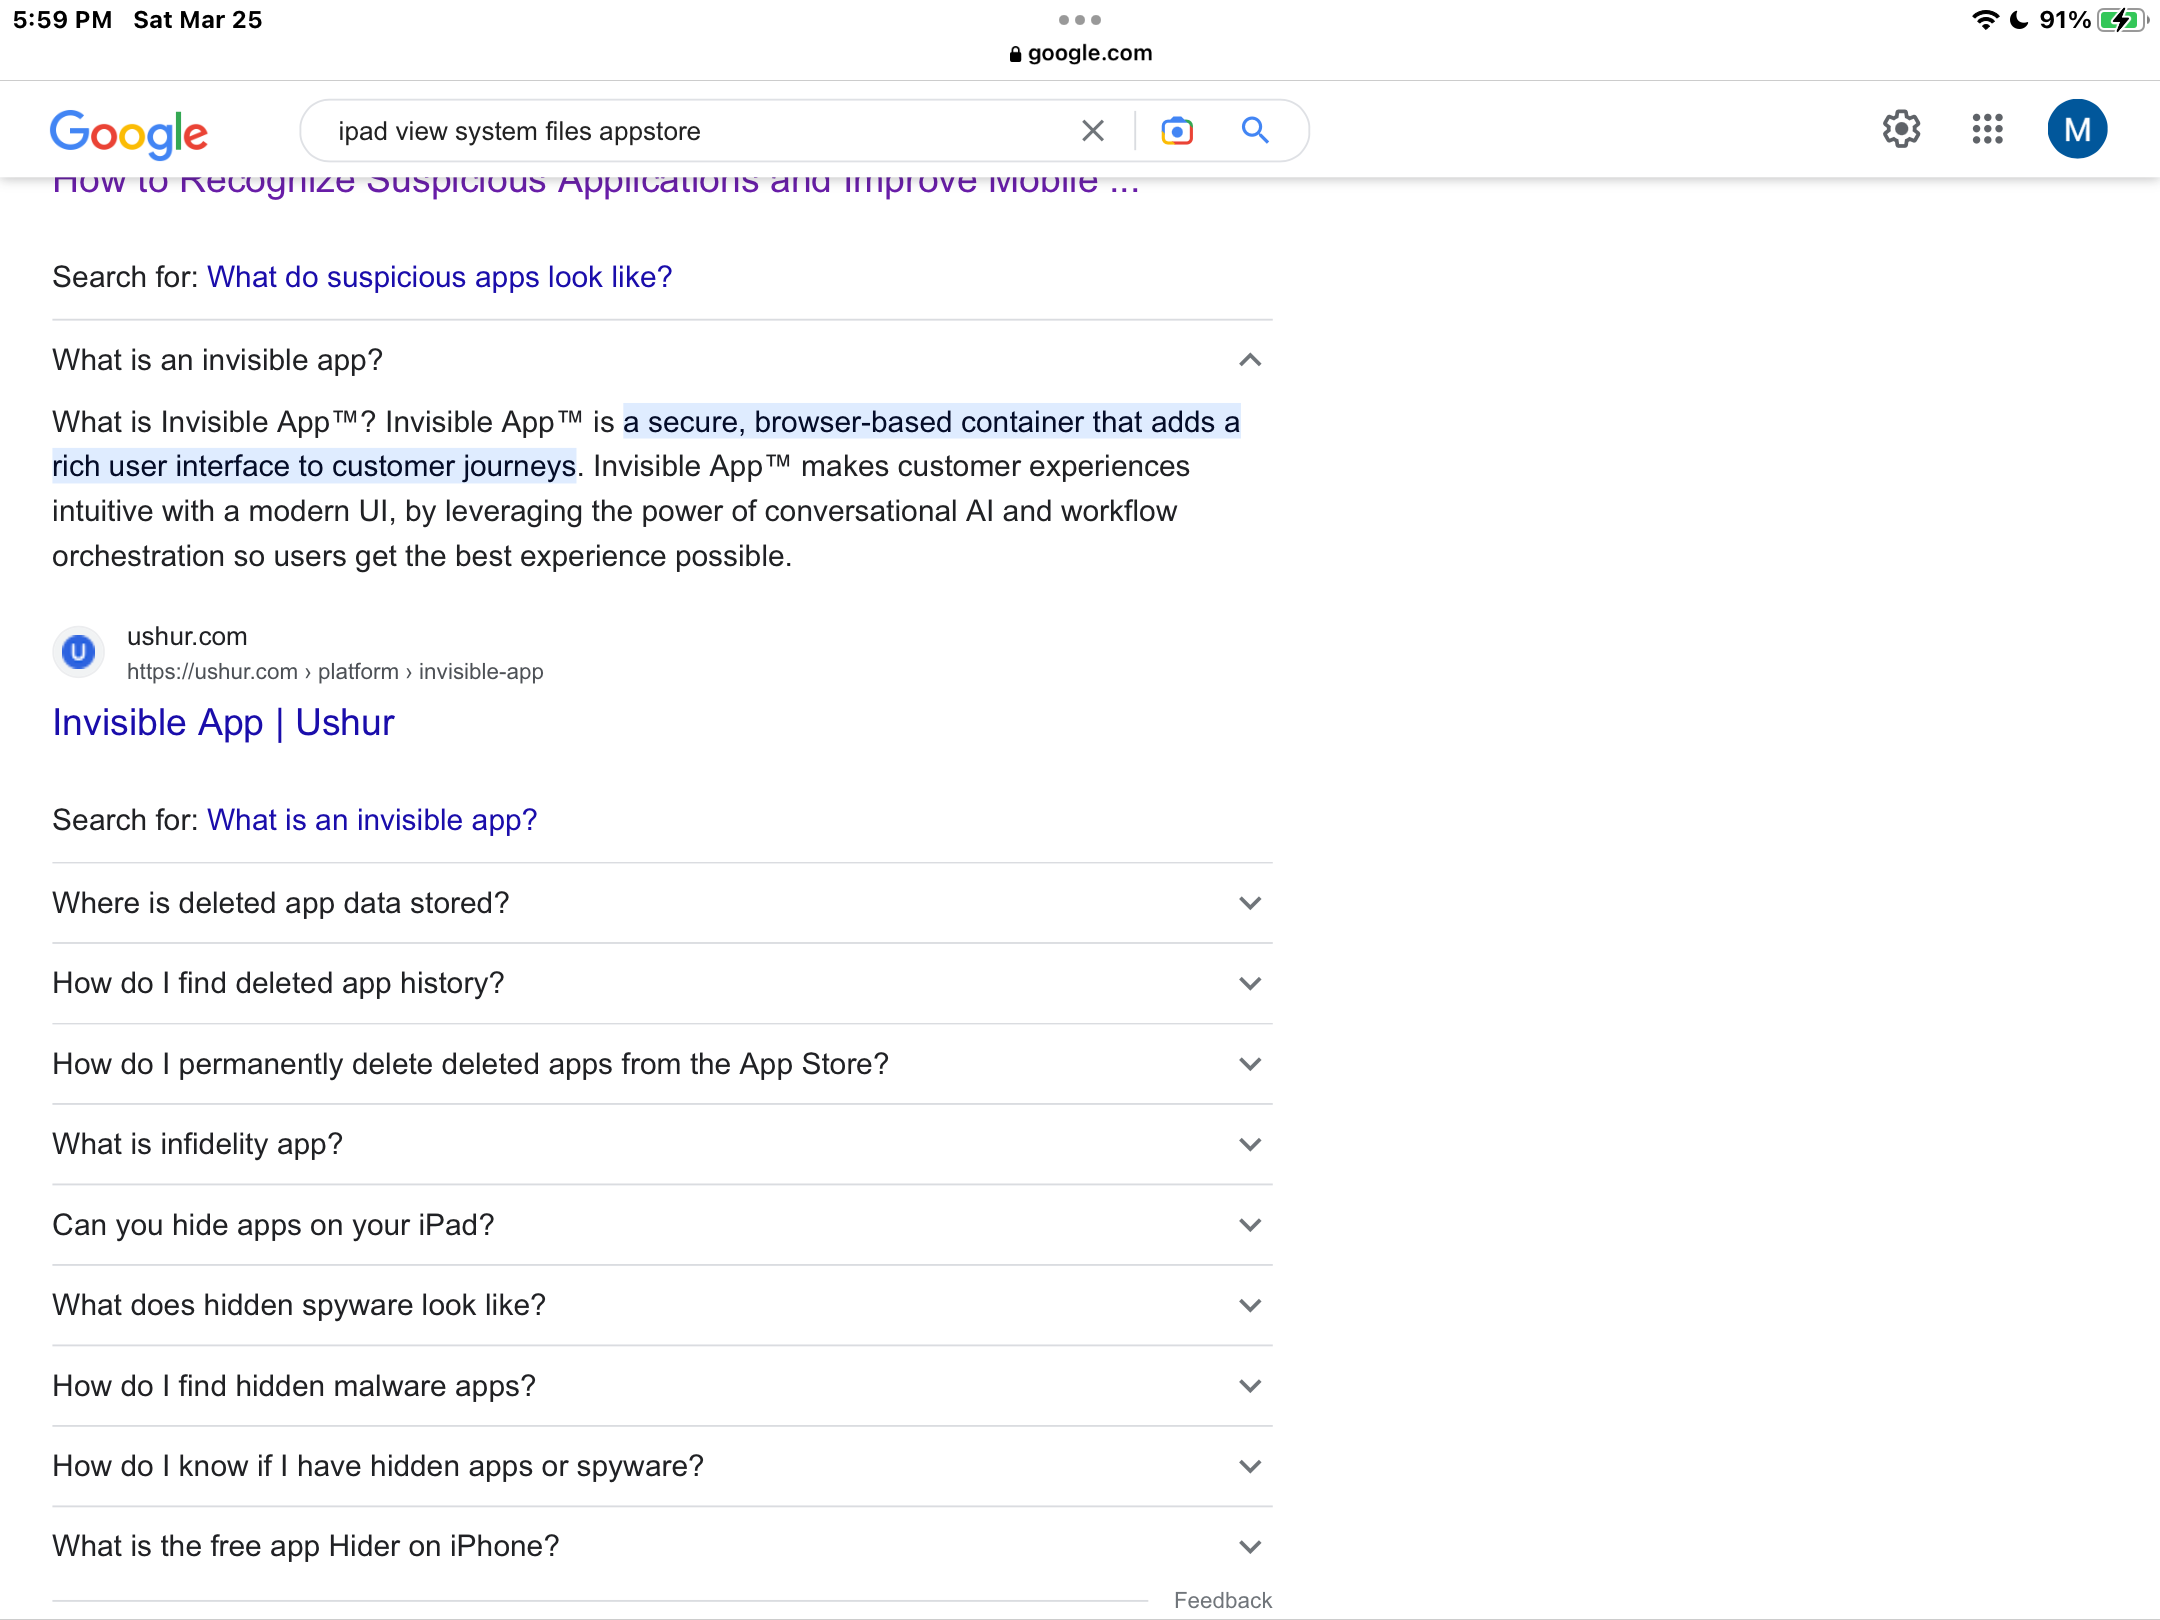 5:59 PM Sat Mar 25
91%
google.com
Google
ipad view system files appstore
M
How to Recognize Suspicious Applications and Improve Mobile ...
Search for: What do suspicious apps look like?
What is an invisible app?
What is Invisible App™? Invisible App™ is a secure, browser-based container that adds a
rich user interface to customer journeys. Invisible App™ makes customer experiences
intuitive with a modern UI, by leveraging the power of conversational AI and workflow
orchestration so users get the best experience possible.
U
ushur.com
https://ushur.com › platform › invisible-app
Invisible App | Ushur
Search for: What is an invisible app?
Where is deleted app data stored?
How do I find deleted app history?
How do I permanently delete deleted apps from the App Store?
What is infidelity app?
Can you hide apps on your iPad?
What does hidden spyware look like?
How do I find hidden malware apps?
How do I know if I have hidden apps or spyware?
What is the free app Hider on iPhone?
Feedback